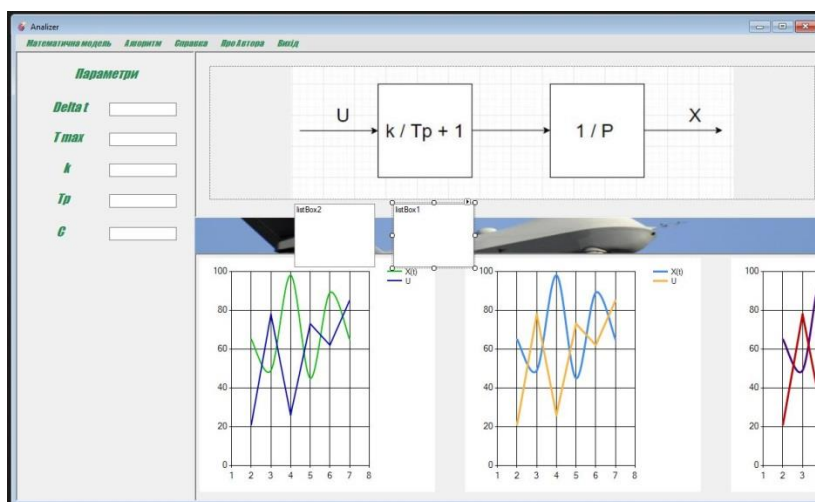 Analizer
Математична модель Алгоритм Справка Про Автора Вихід
Параметри
Delta t
T max
k
Tp
C
U
k / Tp + 1
1 / P
X
listBox2
listBox1
100
80
60
40
20
0
1 2 3 4 5 6 7 8
X(t)
U
100
80
60
40
20
0
1 2 3 4 5 6 7 8
X(t)
U
100
80
60
40
20
0
1 2 3